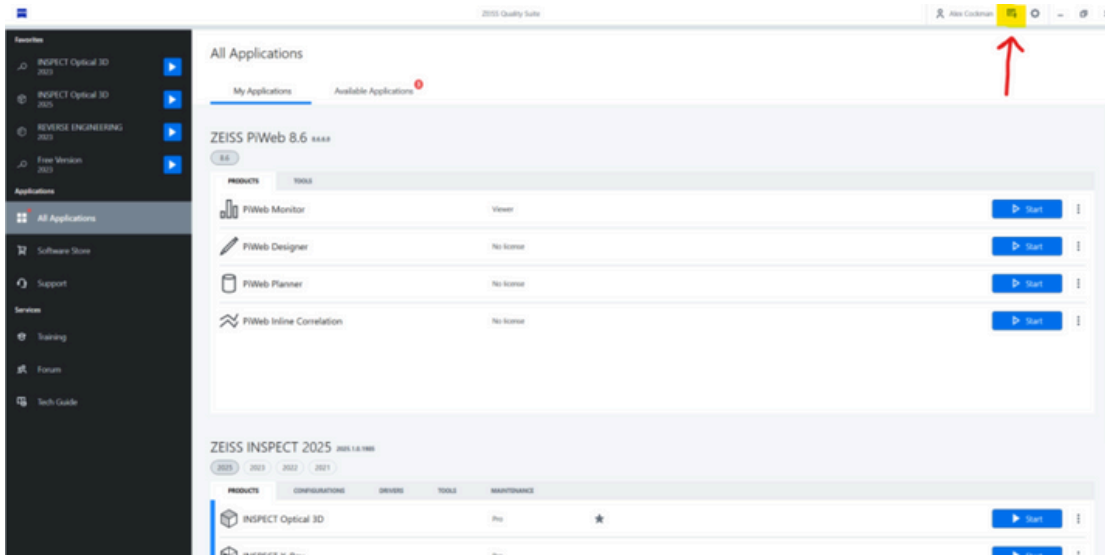 ZEISS Quality Suite
Alex Cockman
Favorites
INSPECT Optical 3D
2023
INSPECT Optical 3D
2025
REVERSE ENGINEERING
2023
Free Version
2023
Applications
All Applications
Software Store
Support
Services
Training
Forum
Tech Guide
All Applications
My Applications Available Applications
ZEISS PiWeb 8.6
8.6
PRODUCTS TOOLS
PiWeb Monitor Viewer Start
PiWeb Designer No license Start
PiWeb Planner No license Start
PiWeb Inline Correlation No license Start
ZEISS INSPECT 2025 2025.1.0.1985
2025 2023 2022 2021
PRODUCTS CONFIGURATIONS DRIVERS TOOLS MAINTENANCE
INSPECT Optical 3D Pro Start